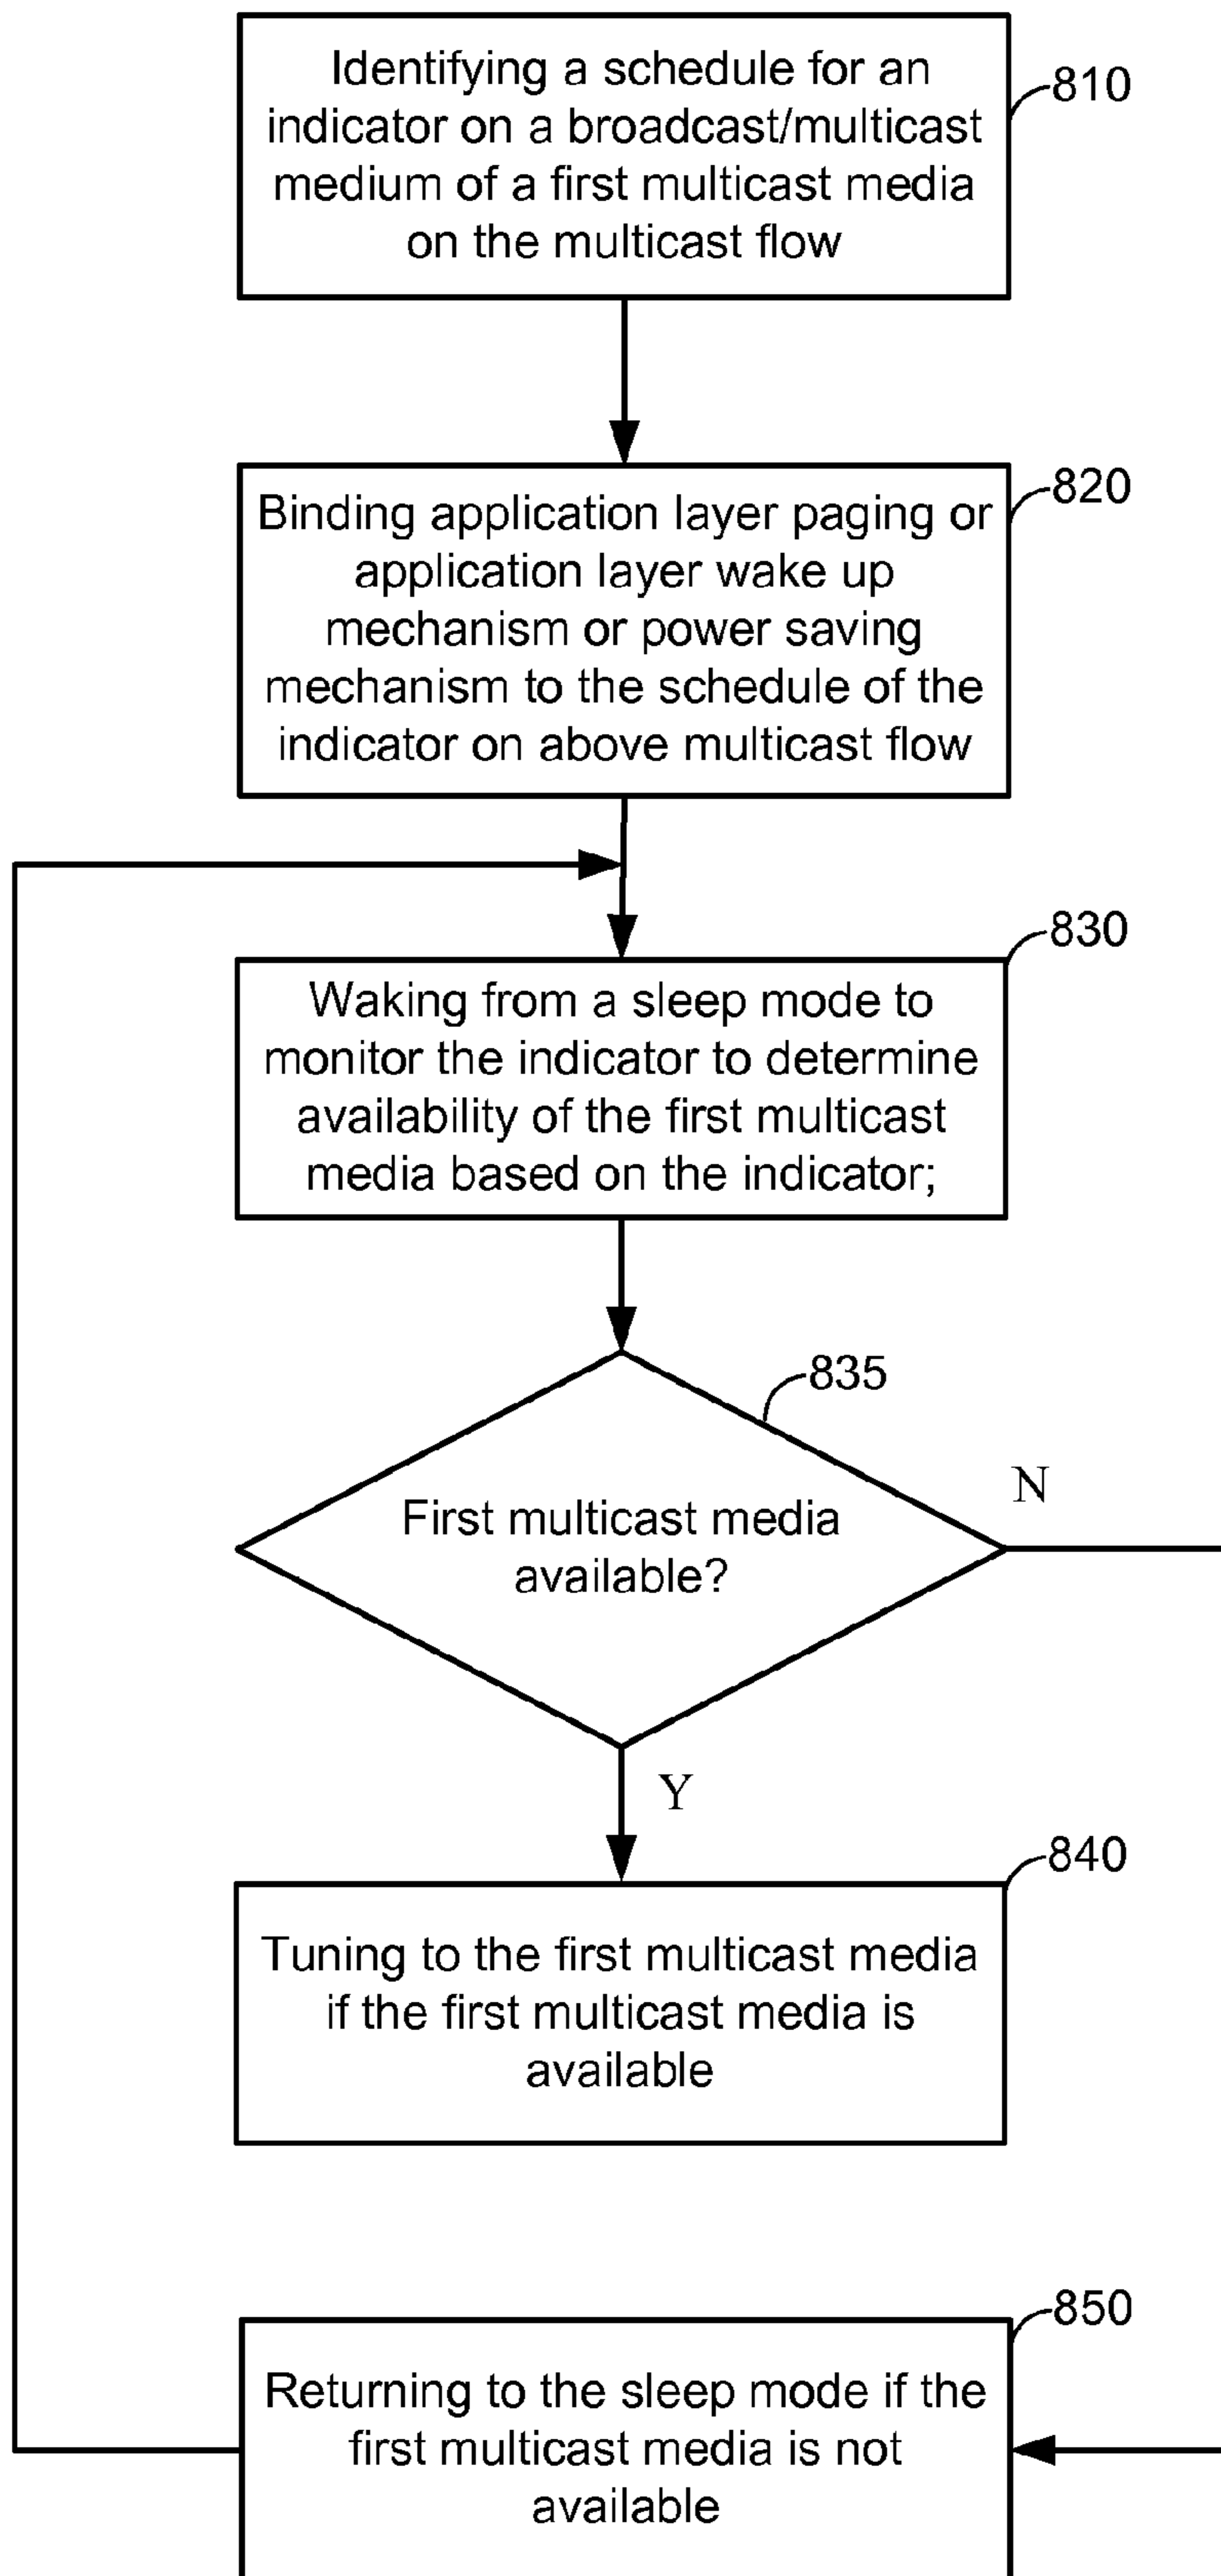 Identifying a schedule for an
indicator on a broadcast/multicast
medium of a first multicast media
on the multicast flow
810
Binding application layer paging or
application layer wake up
mechanism or power saving
mechanism to the schedule of the
indicator on above multicast flow
820
Waking from a sleep mode to
monitor the indicator to determine
availability of the first multicast
media based on the indicator;
830
835
First multicast media
available?
N
Y
Tuning to the first multicast media
if the first multicast media is
available
840
Returning to the sleep mode if the
first multicast media is not
available
850